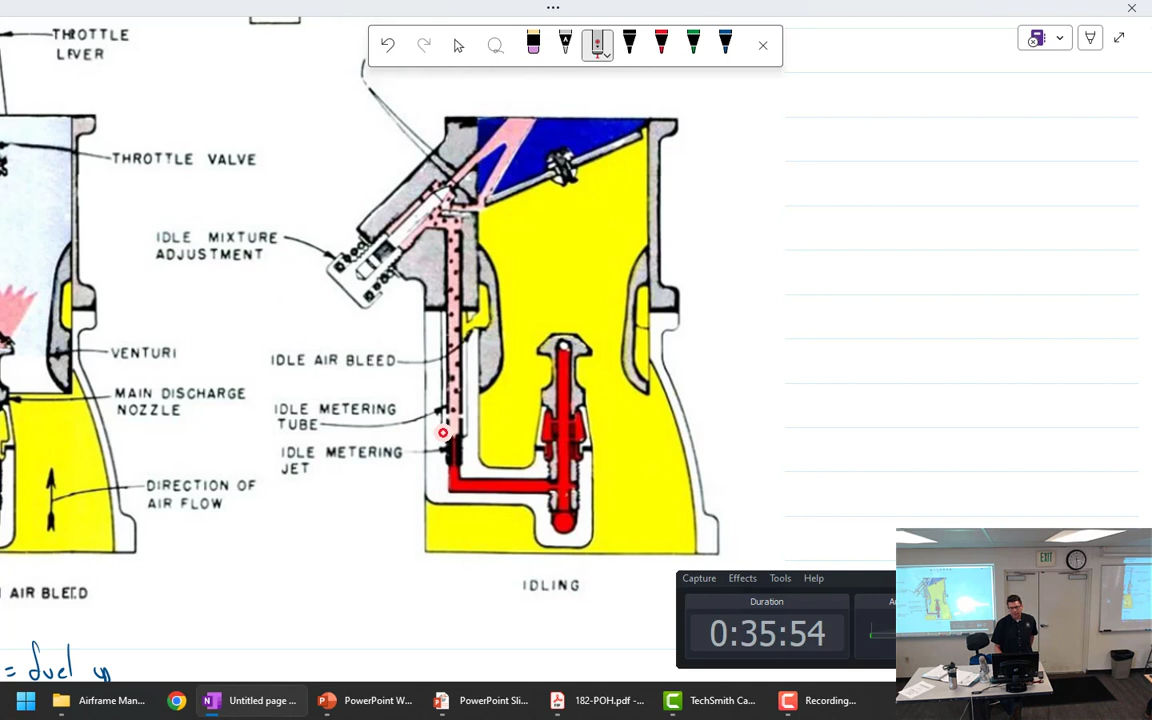 THROTTLE
LEVER
THROTTLE VALVE
IDLE MIXTURE
ADJUSTMENT
VENTURI
IDLE AIR BLEED
MAIN DISCHARGE
NOZZLE
IDLE METERING
TUBE
IDLE METERING
JET
DIRECTION OF
AIR FLOW
EXIT
Capture Effects Tools Help
Duration
0:35:54
IDLING
AIR BLEED
= fuel
Airframe Man...
Untitled page ...
PowerPoint W...
PowerPoint Sli...
182-POH.pdf -...
TechSmith Ca...
Recording...